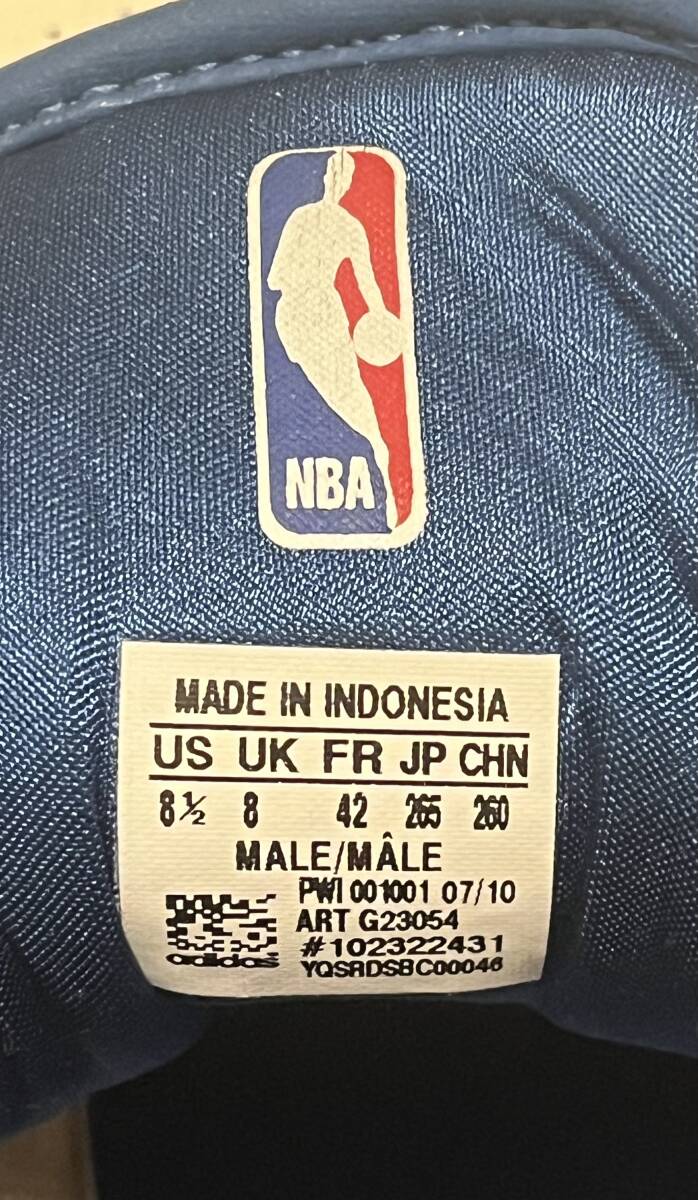 NBA
MADE IN INDONESIA
US UK FR JP CHN
8½ 8 42 265 260
MALE/MÂLE
PWI 001001 07/10
ART G23054
#102322431
adidas YQSRDSBC00046